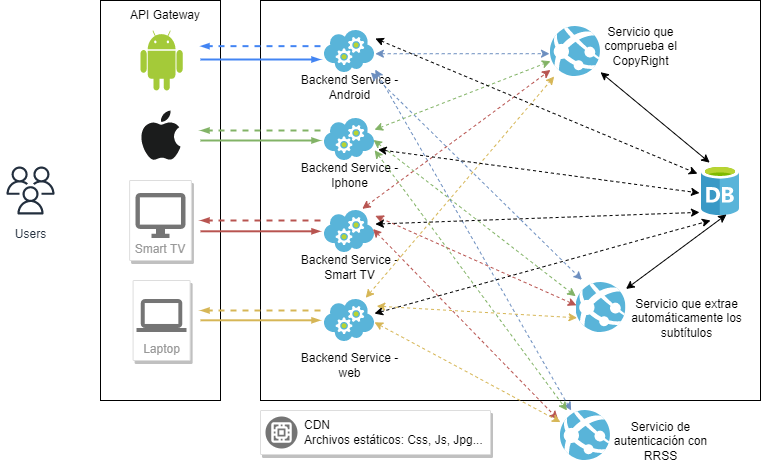 API Gateway
Users
Smart TV
Laptop
Backend Service -
Android
Backend Service -
Iphone
Backend Service -
Smart TV
Backend Service -
web
Servicio que
comprueba el
CopyRight
DB
Servicio que extrae
automáticamente los
subtítulos
Servicio de
autenticación con
RRSS
CDN
Archivos estáticos: Css, Js, Jpg...